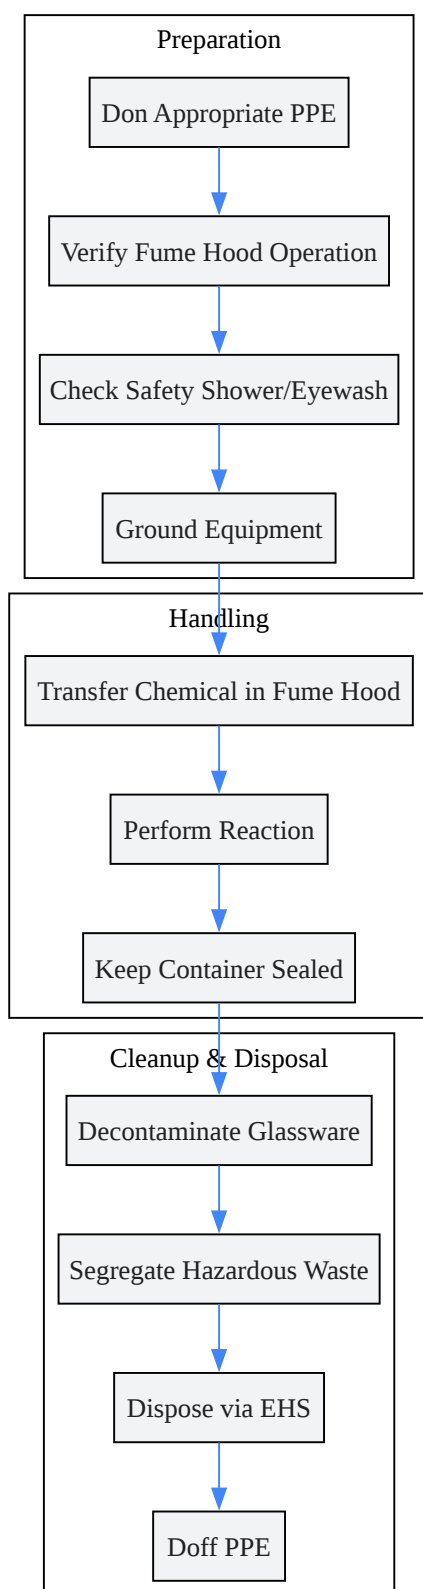 Preparation
Don Appropriate PPE
Verify Fume Hood Operation
Check Safety Shower/Eyewash
Ground Equipment
Handling
Transfer Chemical in Fume Hood
Perform Reaction
Keep Container Sealed
Cleanup & Disposal
Decontaminate Glassware
Segregate Hazardous Waste
Dispose via EHS
Doff PPE